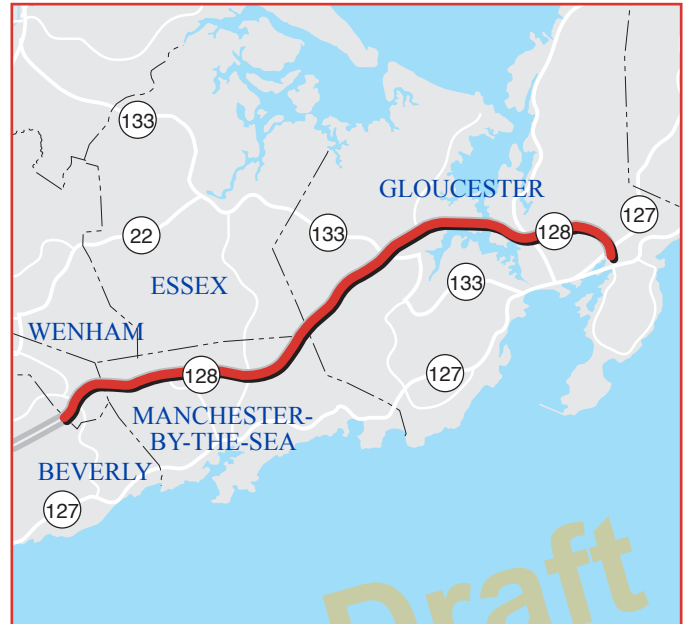 133
GLOUCESTER
127
22
133
128
ESSEX
133
WENHAM
128
127
MANCHESTER-
BY-THE-SEA
BEVERLY
127
Draft